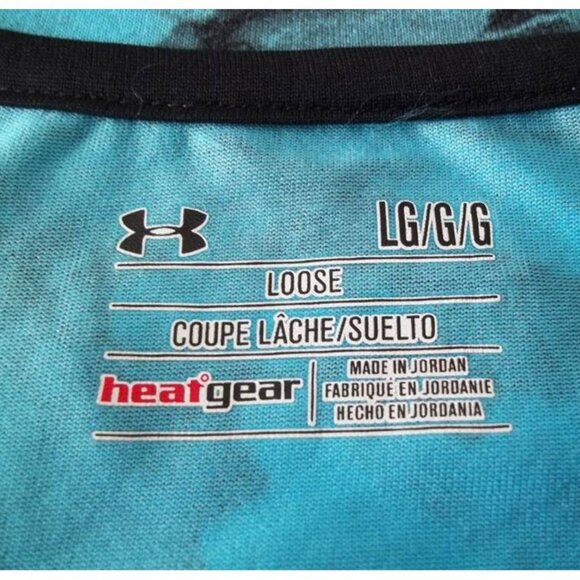 LG/G/G
LOOSE
COUPE LÂCHE/SUELTO
heatgear
MADE IN JORDAN
FABRIQUÉ EN JORDANIE
HECHO EN JORDANIA